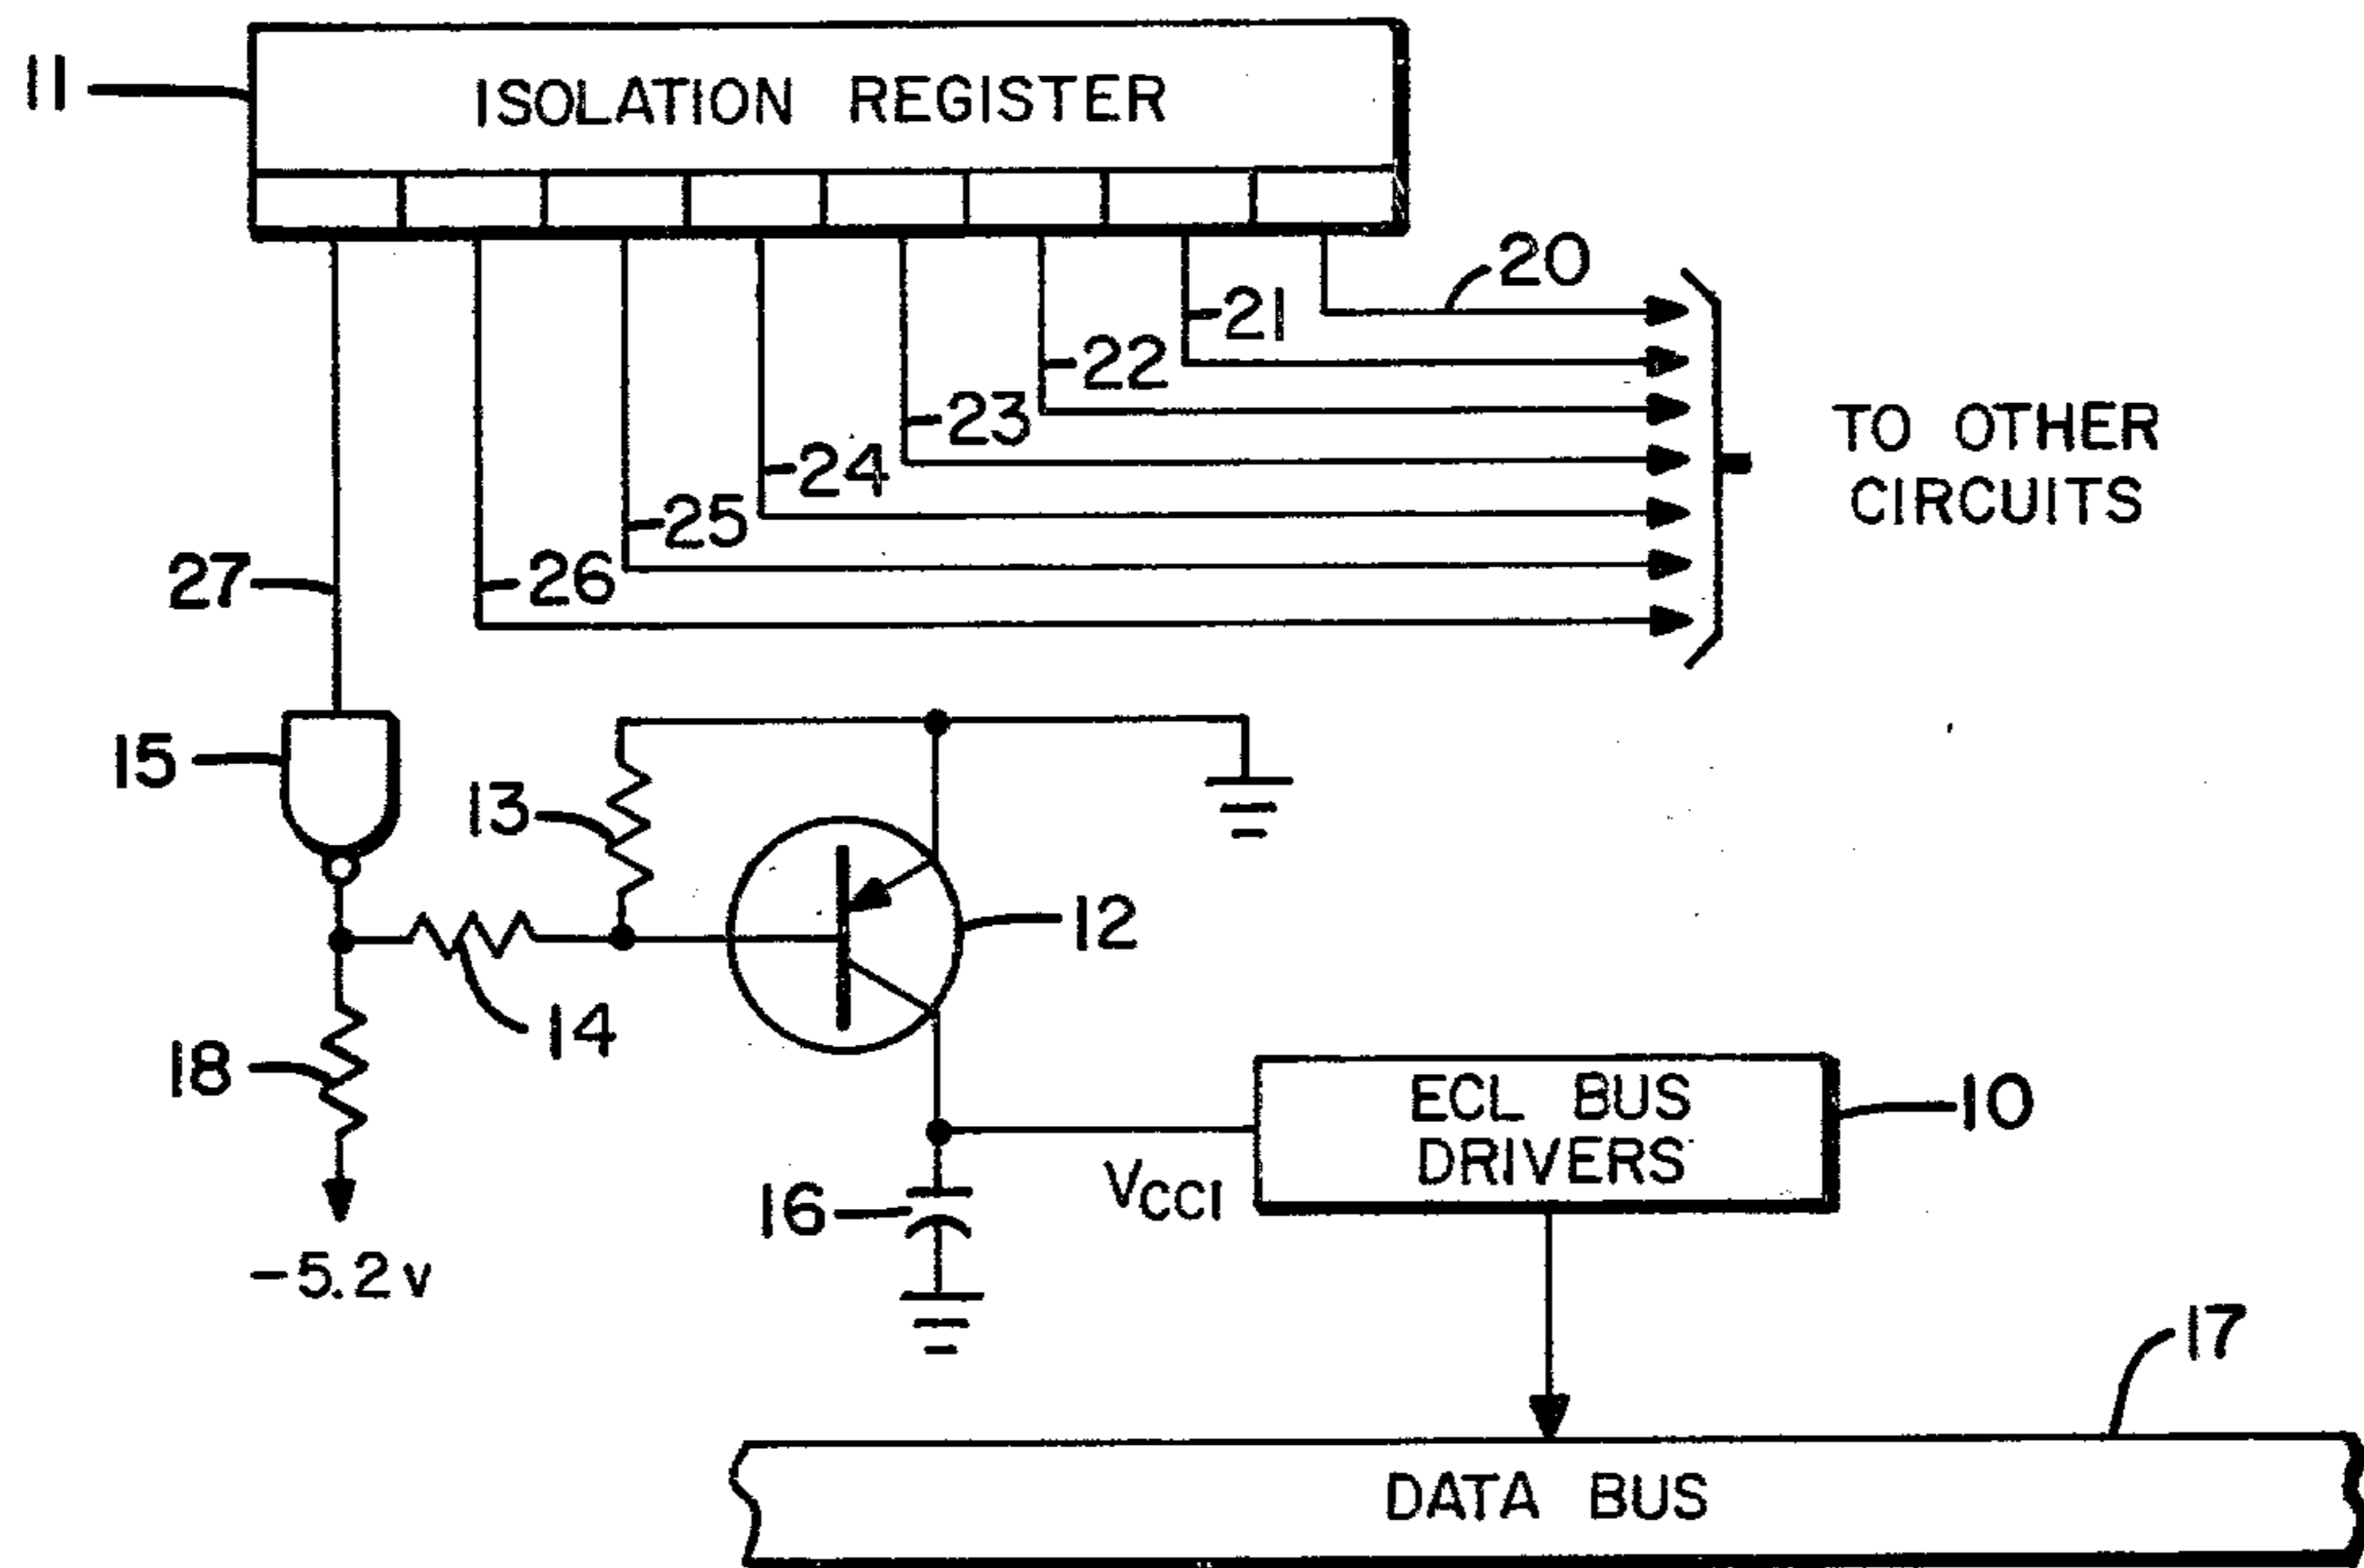 11
ISOLATION REGISTER
20
21
22
23
24
25
26
27
TO OTHER
CIRCUITS
15
13
12
14
18
-5.2v
16
VCC1
ECL BUS
DRIVERS
10
17
DATA BUS